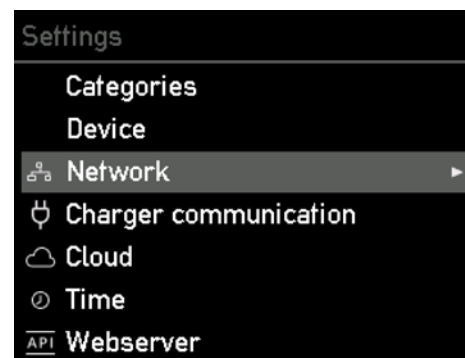 Settings
Categories
Device
Network
Charger communication
Cloud
Time
API Webserver